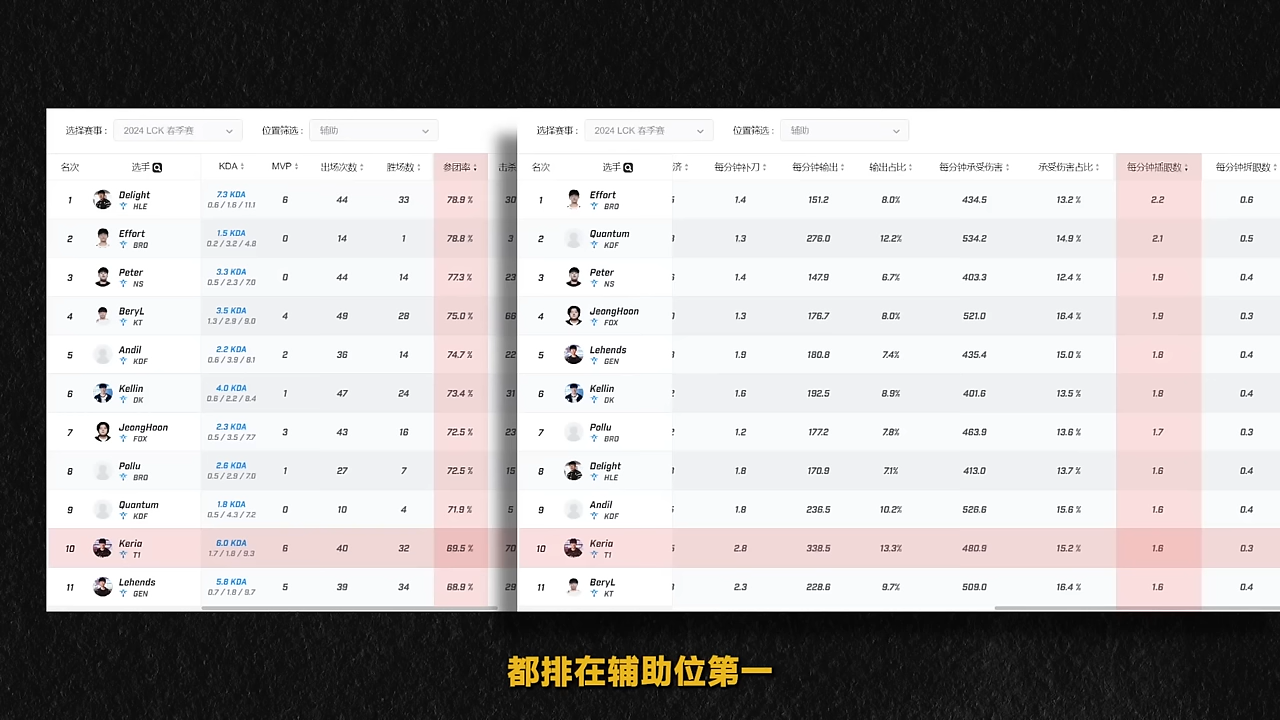 选择赛事： 2024 LCK 春季赛 位置筛选： 辅助
名次 选手 KDA MVP 出场次数 胜场数 参团率 击杀
1 Delight HLE 7.3 KDA 0.6 / 1.6 / 11.1 6 44 33 78.9 % 30
2 Effort BRO 1.5 KDA 0.2 / 3.2 / 4.8 0 14 1 78.8 % 3
3 Peter NS 3.3 KDA 0.5 / 2.3 / 7.0 0 44 14 77.3 % 23
4 BeryL KT 3.5 KDA 1.3 / 2.9 / 9.0 4 49 28 75.0 % 66
5 Andil KDF 2.2 KDA 0.6 / 3.9 / 8.1 2 36 14 74.7 % 22
6 Kellin DK 4.0 KDA 0.6 / 2.2 / 8.4 1 47 24 73.4 % 31
7 JeongHoon FOX 2.3 KDA 0.5 / 3.5 / 7.7 3 43 16 72.5 % 23
8 Pollu BRO 2.6 KDA 0.5 / 2.9 / 7.0 1 27 7 72.5 % 15
9 Quantum KDF 1.8 KDA 0.5 / 4.3 / 7.2 0 10 4 71.9 % 5
10 Keria T1 6.0 KDA 1.7 / 1.8 / 9.3 6 40 32 69.5 % 70
11 Lehends GEN 5.8 KDA 0.7 / 1.8 / 9.7 5 39 34 68.9 % 29
选择赛事： 2024 LCK 春季赛 位置筛选： 辅助
名次 选手 济 每分钟补刀 每分钟输出 输出占比 每分钟承受伤害 承受伤害占比 每分钟插眼数 每分钟拆眼数
1 Effort BRO 1.4 151.2 8.0% 434.5 13.2 % 2.2 0.6
2 Quantum KDF 1.3 276.0 12.2% 534.2 14.9 % 2.1 0.5
3 Peter NS 1.4 147.9 6.7% 403.3 12.4 % 1.9 0.4
4 JeongHoon FOX 1.3 176.7 8.0% 521.0 16.4 % 1.9 0.3
5 Lehends GEN 1.9 180.8 7.4% 435.4 15.0 % 1.8 0.4
6 Kellin DK 1.6 192.5 8.9% 401.6 13.5 % 1.8 0.4
7 Pollu BRO 1.2 177.2 7.8% 463.9 13.6 % 1.7 0.3
8 Delight HLE 1.8 170.9 7.1% 413.0 13.7 % 1.6 0.4
9 Andil KDF 1.8 236.5 10.2% 526.6 15.6 % 1.6 0.4
10 Keria T1 2.8 338.5 13.3% 480.9 15.2 % 1.6 0.3
11 BeryL KT 2.3 228.6 9.7% 509.0 16.4 % 1.6 0.4
都排在辅助位第一